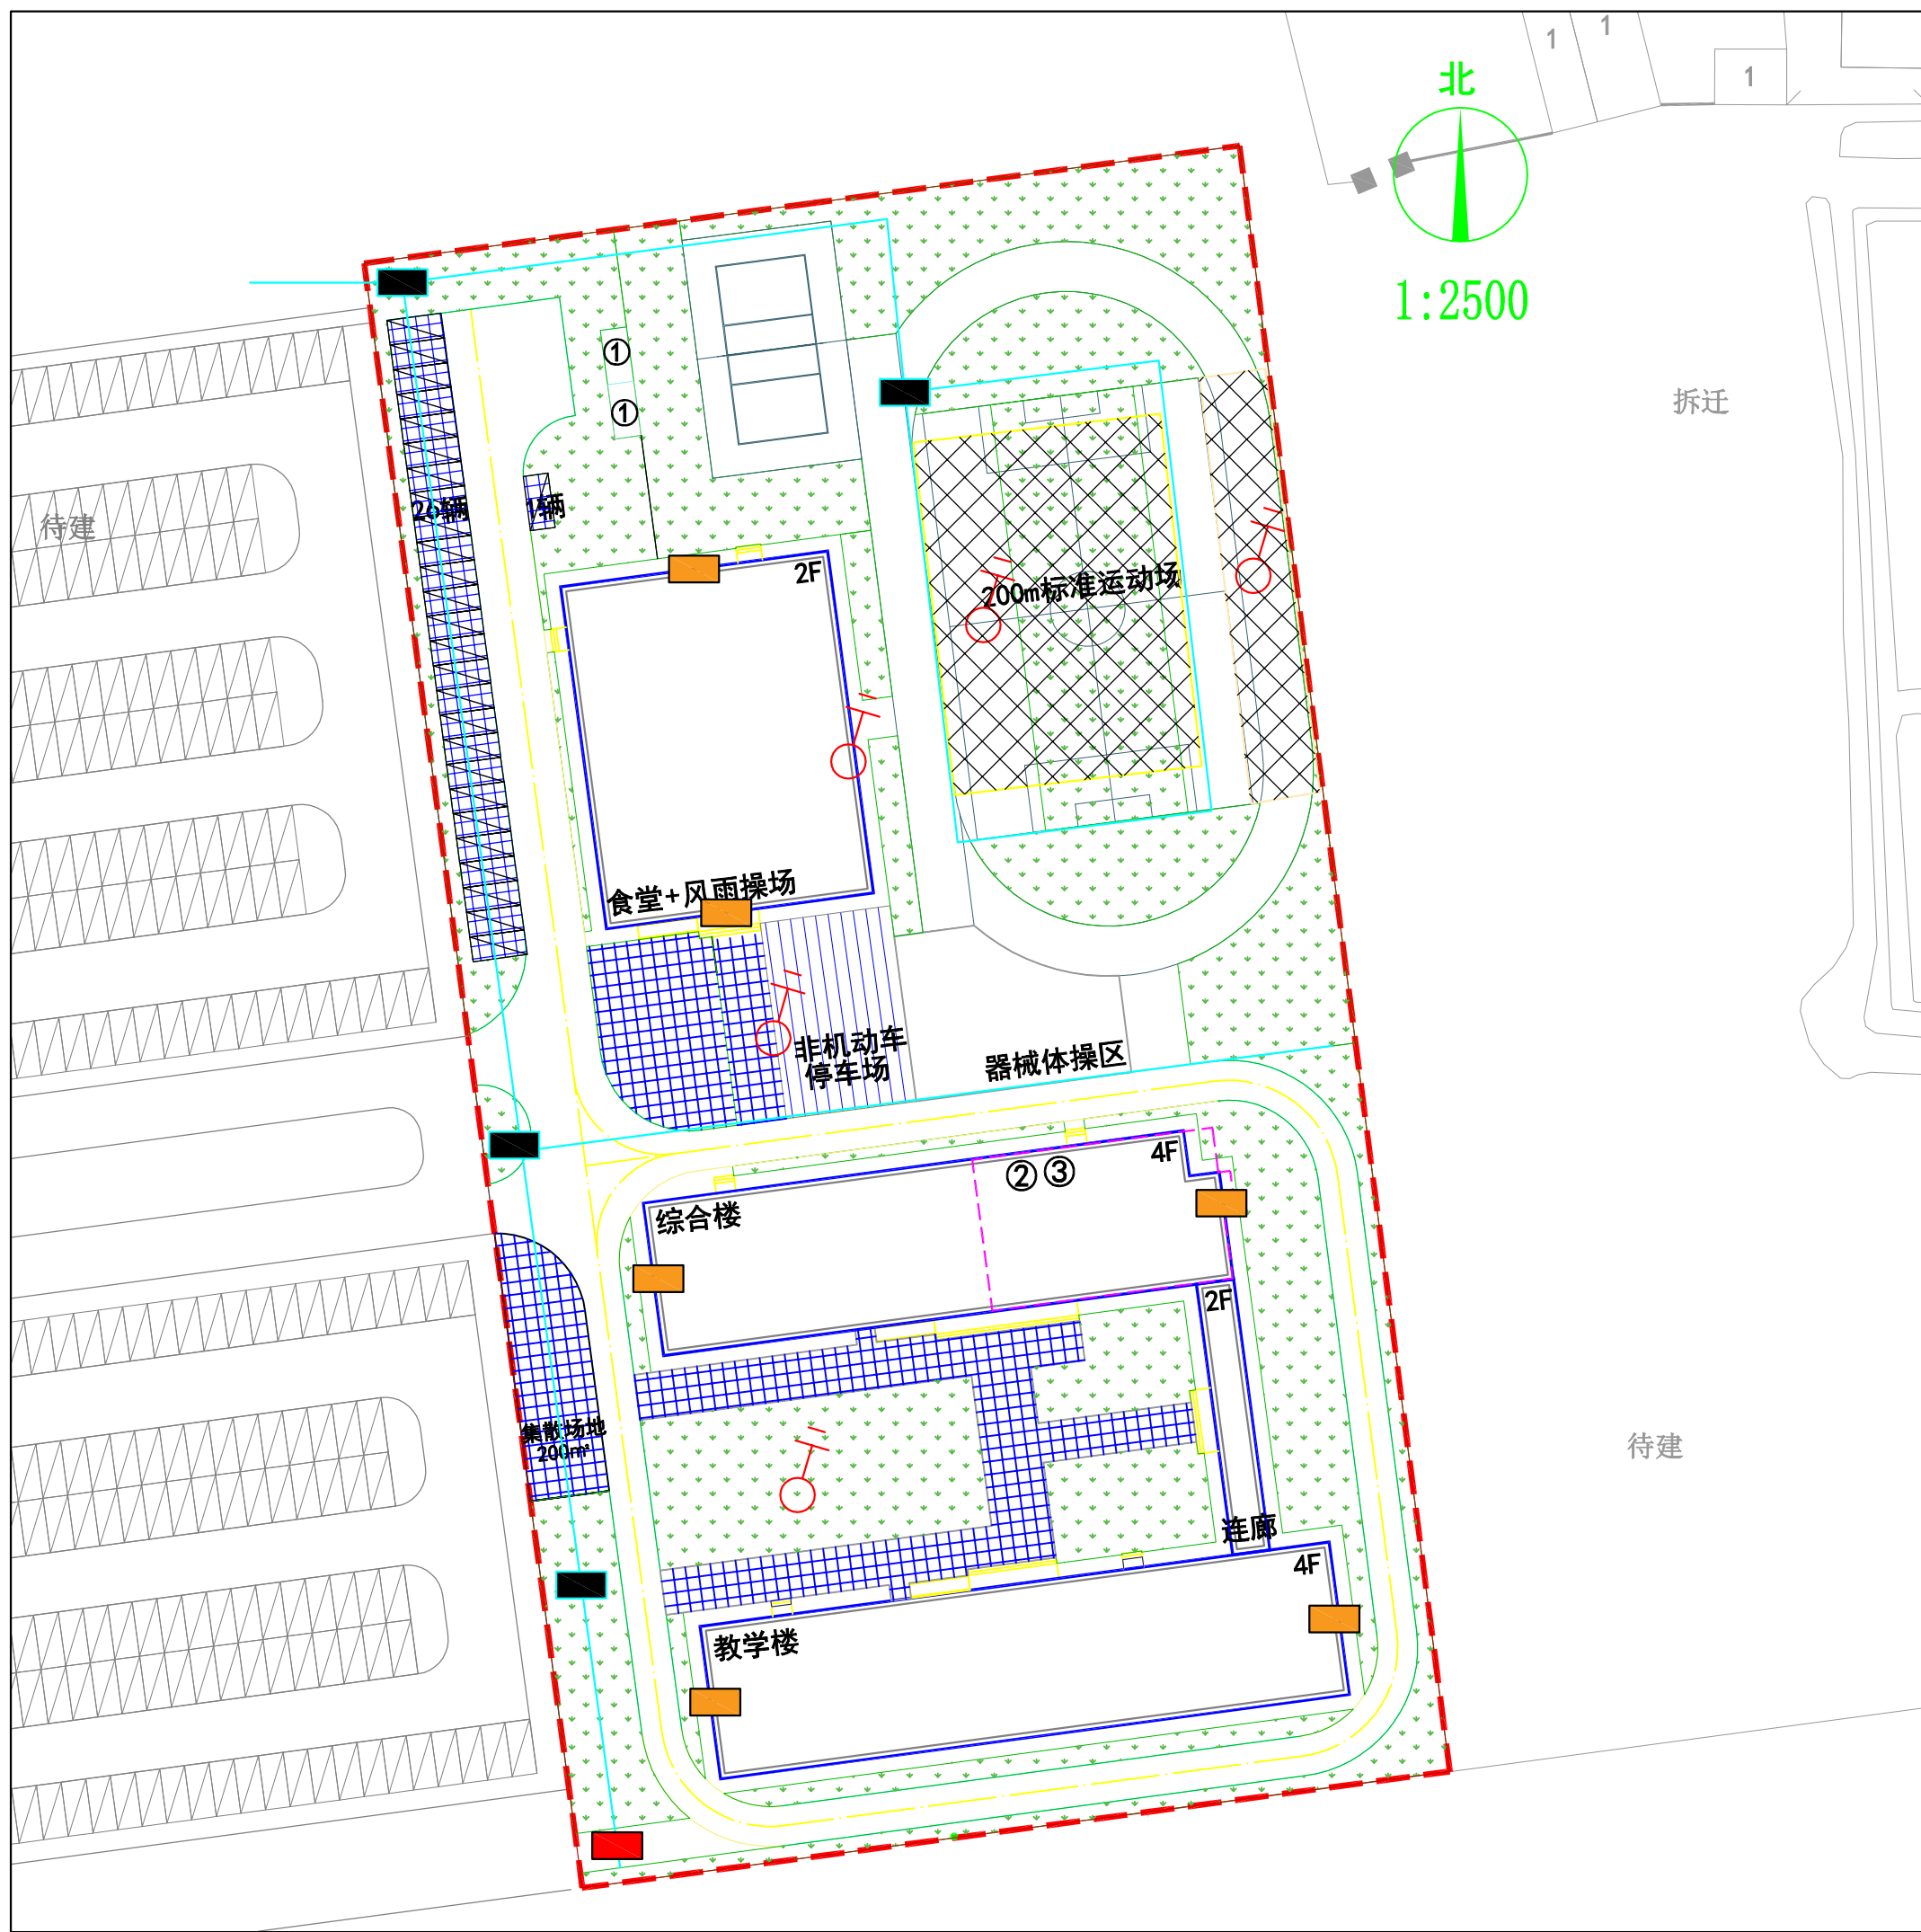 1
1
1
北
1:2500
拆迁
①
①
待建
26辆
1辆
2F
200m标准运动场
食堂+风雨操场
非机动车
停车场
器械体操区
4F
② ③
综合楼
2F
集散场地
200㎡
待建
连廊
4F
教学楼